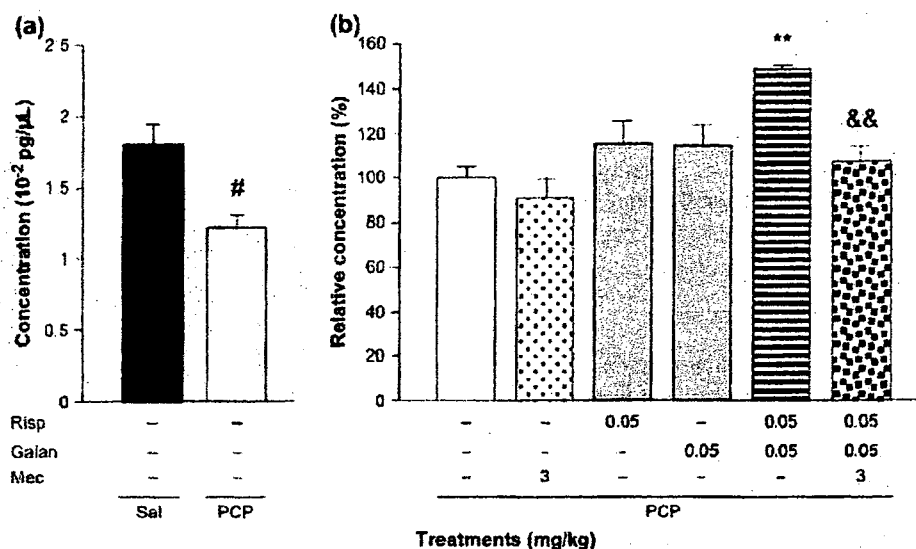 (a)
Concentration (10⁻² pg/µL)
2 5
2
1 5
1
0 5
0
#
(b)
Relative concentration (%)
160
140
120
100
80
60
40
20
0
**
&&
Risp – – – – 0.05 – 0.05 0.05
Galan – – – – – 0.05 0.05 0.05
Mec – – – 3 – – – 3
Sal PCP PCP
Treatments (mg/kg)